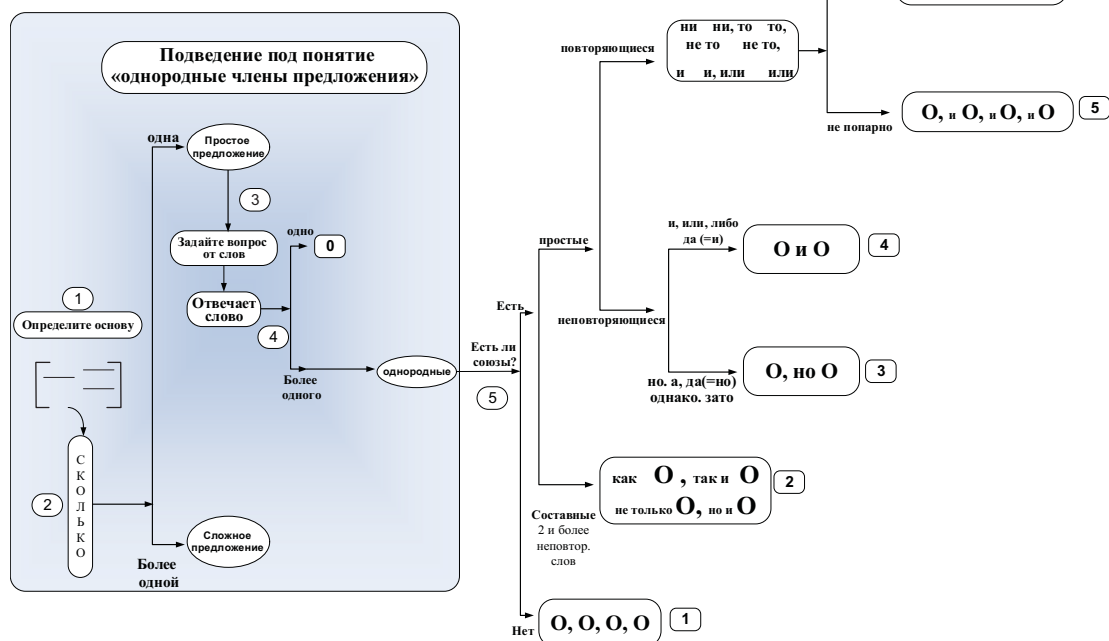 Подведение под понятие
«однородные члены предложения»
одна
Простое
предложение
3
Задайте вопрос
от слов
одно
0
Отвечает
слово
4
1
Определите основу
Более
одного
однородные
2
СКОЛЬКО
Сложное
предложение
Более
одной
Есть ли
союзы?
5
Есть
простые
повторяющиеся
ни ни, то то,
не то не то,
и и, или или
не попарно
О, и О, и О, и О
5
неповторяющиеся
и, или, либо
да (=и)
О и О
4
но. а, да(=но)
однако. зато
О, но О
3
Составные
2 и более
неповтор.
слов
как О , так и О
не только О, но и О
2
Нет
О, О, О, О
1